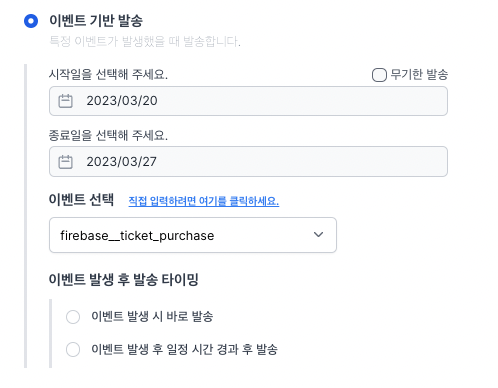 이벤트 기반 발송
특정 이벤트가 발생했을 때 발송합니다.
시작일을 선택해 주세요.
무기한 발송
2023/03/20
종료일을 선택해 주세요.
2023/03/27
이벤트 선택 직접 입력하려면 여기를 클릭하세요.
firebase__ticket_purchase
이벤트 발생 후 발송 타이밍
이벤트 발생 시 바로 발송
이벤트 발생 후 일정 시간 경과 후 발송